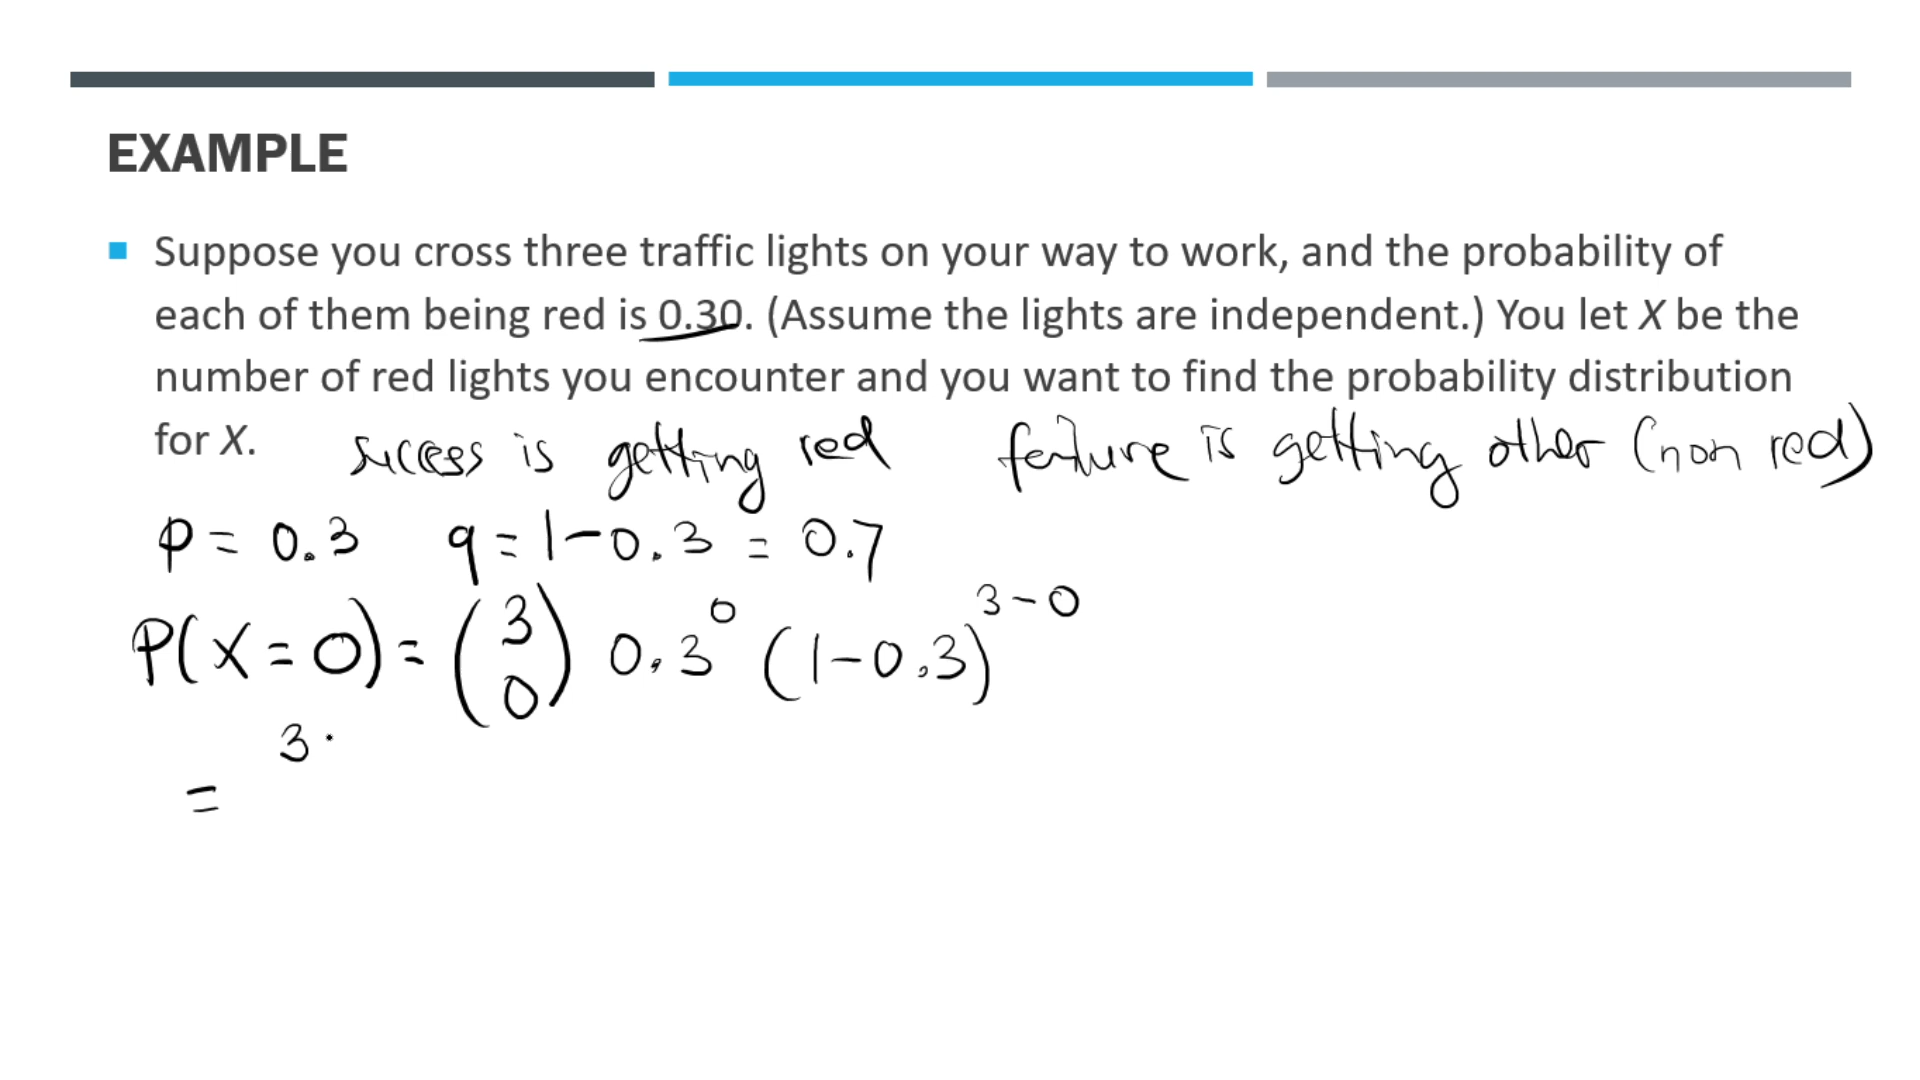 EXAMPLE
Suppose you cross three traffic lights on your way to work, and the probability of
each of them being red is 0.30. (Assume the lights are independent.) You let X be the
number of red lights you encounter and you want to find the probability distribution
for X. success is getting red failure is getting other (non red)
p = 0.3 q = 1-0.3 = 0.7
P(X=0) = (3 0) 0.3^0 (1-0.3)^3-0
3.
=